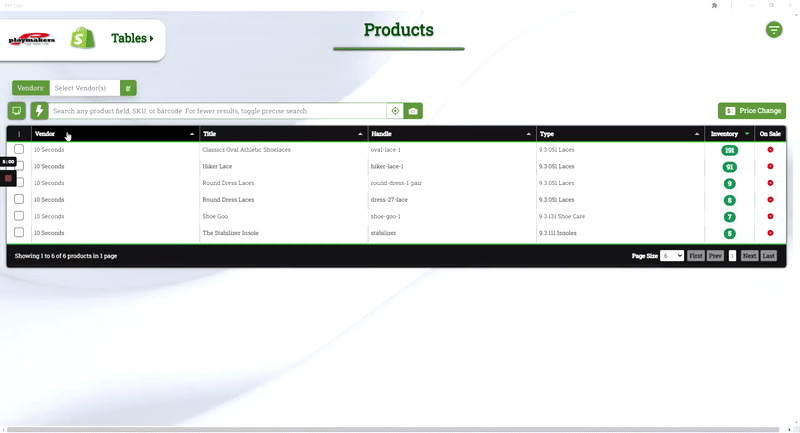 playmakers
Tables
Products
Vendors:
Select Vendor(s)
Search any product field, SKU, or barcode For fewer results, toggle precise search
Price Change
Vendor Title Handle Type Inventory On Sale
10 Seconds Classics Oval Athletic Shoelaces oval-lace-1 9.3.051 Laces 191
10 Seconds Hiker Lace hiker-lace-1 9.3.051 Laces 91
10 Seconds Round Dress Laces round-dress-1-pair 9.3.051 Laces 9
10 Seconds Round Dress Laces dress-27-lace 9.3.051 Laces 8
10 Seconds Shoe Goo shoe-goo-1 9.3.121 Shoe Care 7
10 Seconds The Stabilizer Insole stabilizer 9.3.111 Insoles 5
5:00
Showing 1 to 6 of 6 products in 1 page
Page Size 6 First Prev 1 Next Last